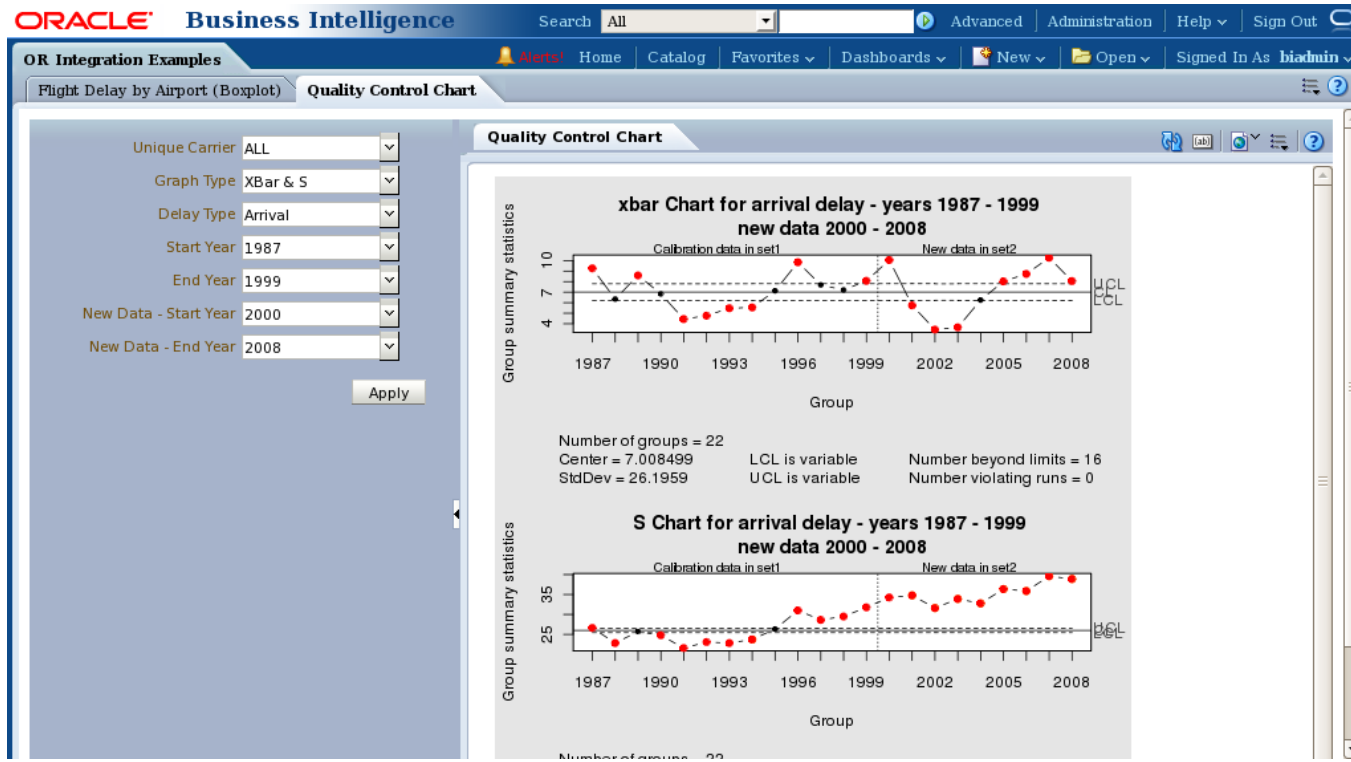 ORACLE Business Intelligence
Search All Advanced Administration Help Sign Out
OR Integration Examples
Alerts! Home Catalog Favorites Dashboards New Open Signed In As biadmin
Flight Delay by Airport (Boxplot) Quality Control Chart
Unique Carrier ALL
Graph Type XBar & S
Delay Type Arrival
Start Year 1987
End Year 1999
New Data - Start Year 2000
New Data - End Year 2008
Apply
Quality Control Chart
xbar Chart for arrival delay - years 1987 - 1999
new data 2000 - 2008
Calibration data in set1 New data in set2
Group summary statistics
10
7
4
UCL
LCL
1987 1990 1993 1996 1999 2002 2005 2008
Group
Number of groups = 22
Center = 7.008499 LCL is variable Number beyond limits = 16
StdDev = 26.1959 UCL is variable Number violating runs = 0
S Chart for arrival delay - years 1987 - 1999
new data 2000 - 2008
Calibration data in set1 New data in set2
Group summary statistics
35
25
1987 1990 1993 1996 1999 2002 2005 2008
Group
Number of groups = 22